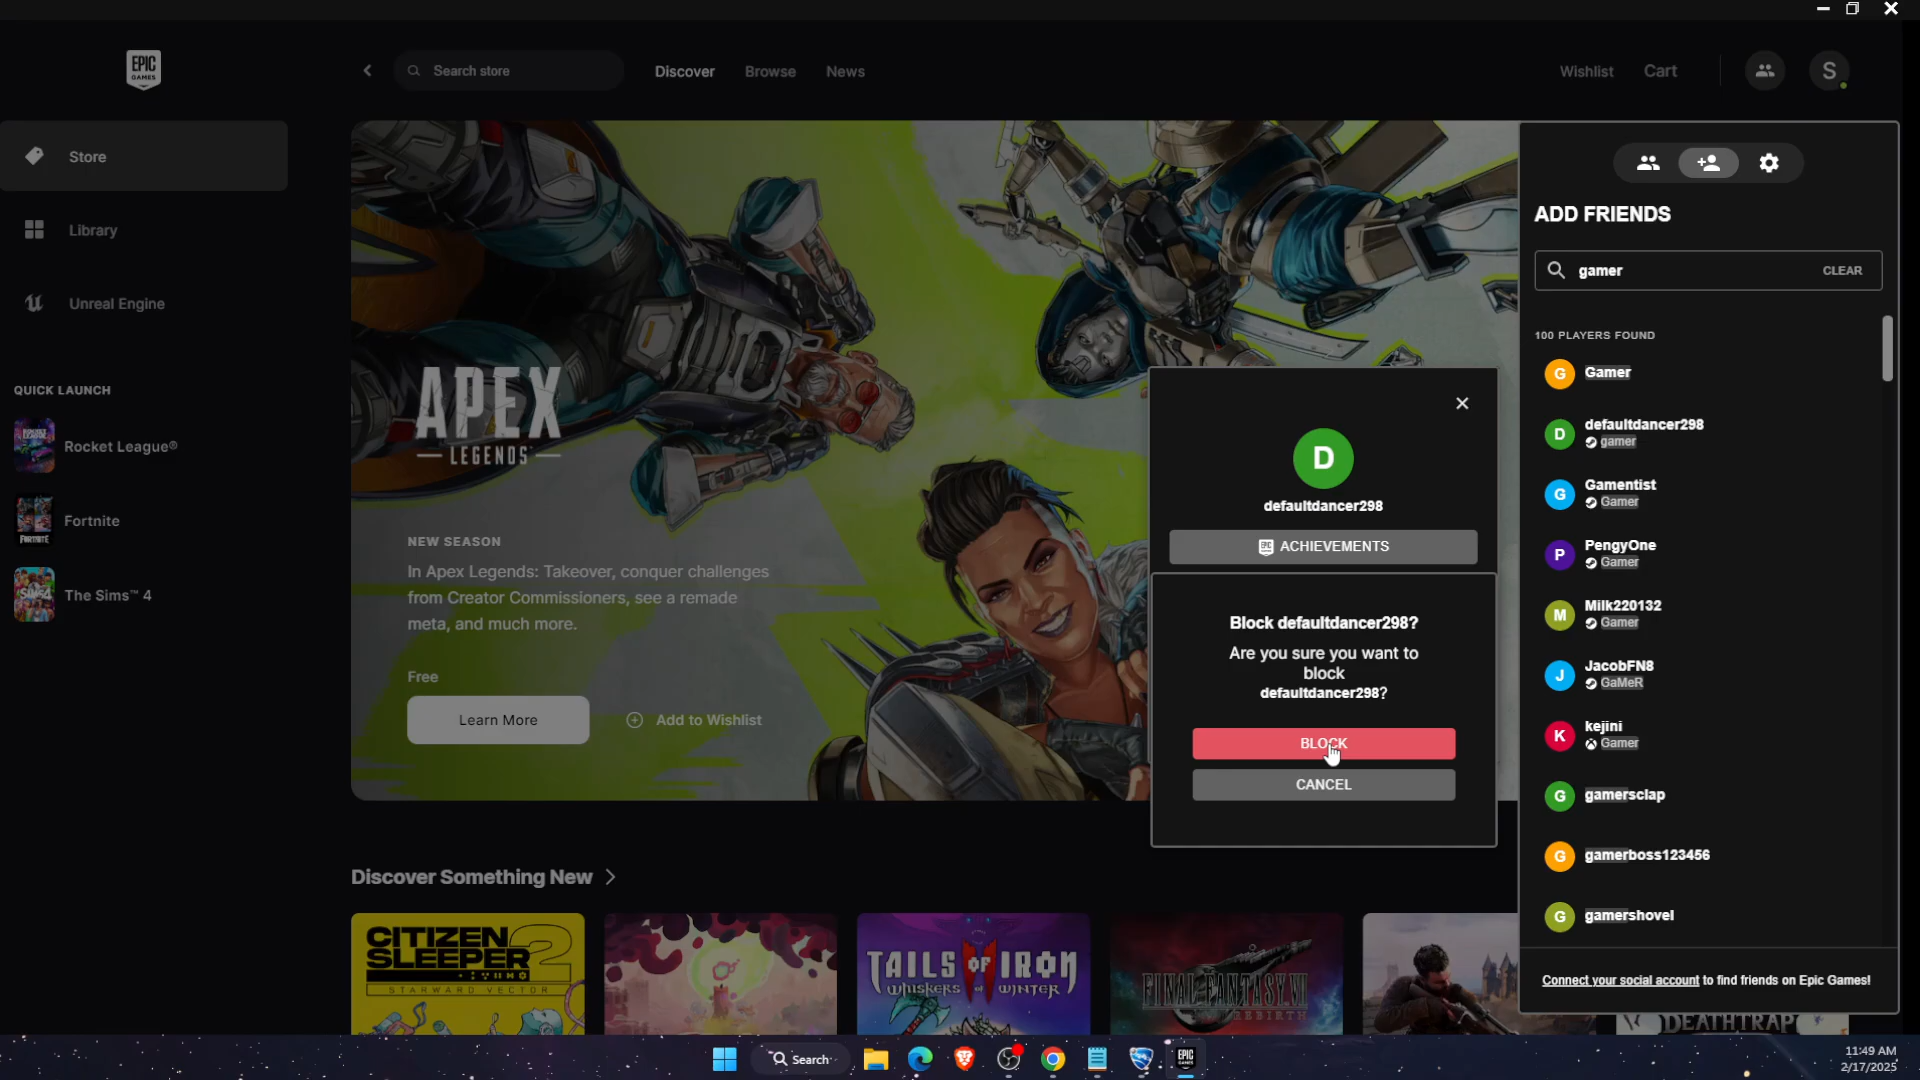 EPIC
GAMES
Search store
Discover
Browse
News
Wishlist
Cart
S
Store
Library
Unreal Engine
QUICK LAUNCH
Rocket League®
Fortnite
The Sims™ 4
APEX
LEGENDS
NEW SEASON
In Apex Legends: Takeover, conquer challenges
from Creator Commissioners, see a remade
meta, and much more.
Free
Learn More
Add to Wishlist
D
defaultdancer298
ACHIEVEMENTS
Block defaultdancer298?
Are you sure you want to
block
defaultdancer298?
BLOCK
CANCEL
ADD FRIENDS
gamer
CLEAR
100 PLAYERS FOUND
G
Gamer
D
defaultdancer298
gamer
G
Gamentist
Gamer
P
PengyOne
Gamer
M
Milk220132
Gamer
J
JacobFN8
GaMeR
K
kejini
Gamer
G
gamersclap
G
gamerboss123456
G
gamershovel
Connect your social account to find friends on Epic Games!
Discover Something New
CITIZEN
SLEEPER 2
STARWARD VECTOR
TAILS OF IRON
WHISKERS OF WINTER
FINAL FANTASY VII
REBIRTH
DEATHTRAP
Search
EPIC
GAMES
11:49 AM
2/17/2025